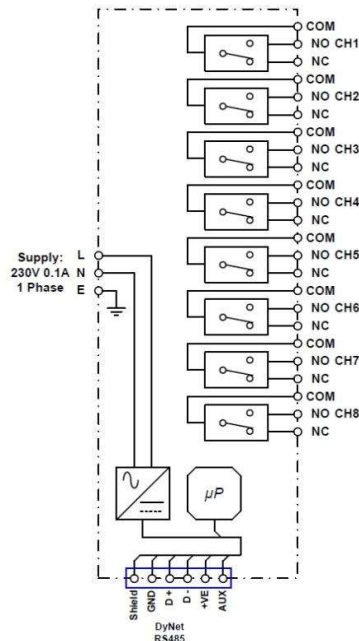 COM
NO CH1
NC
COM
NO CH2
NC
COM
NO CH3
NC
COM
NO CH4
NC
COM
NO CH5
NC
COM
NO CH6
NC
COM
NO CH7
NC
COM
NO CH8
NC
Supply:
230V 0.1A
1 Phase
L
N
E
µP
Shield
GND
D +
D -
+VE
AUX
DyNet
RS485